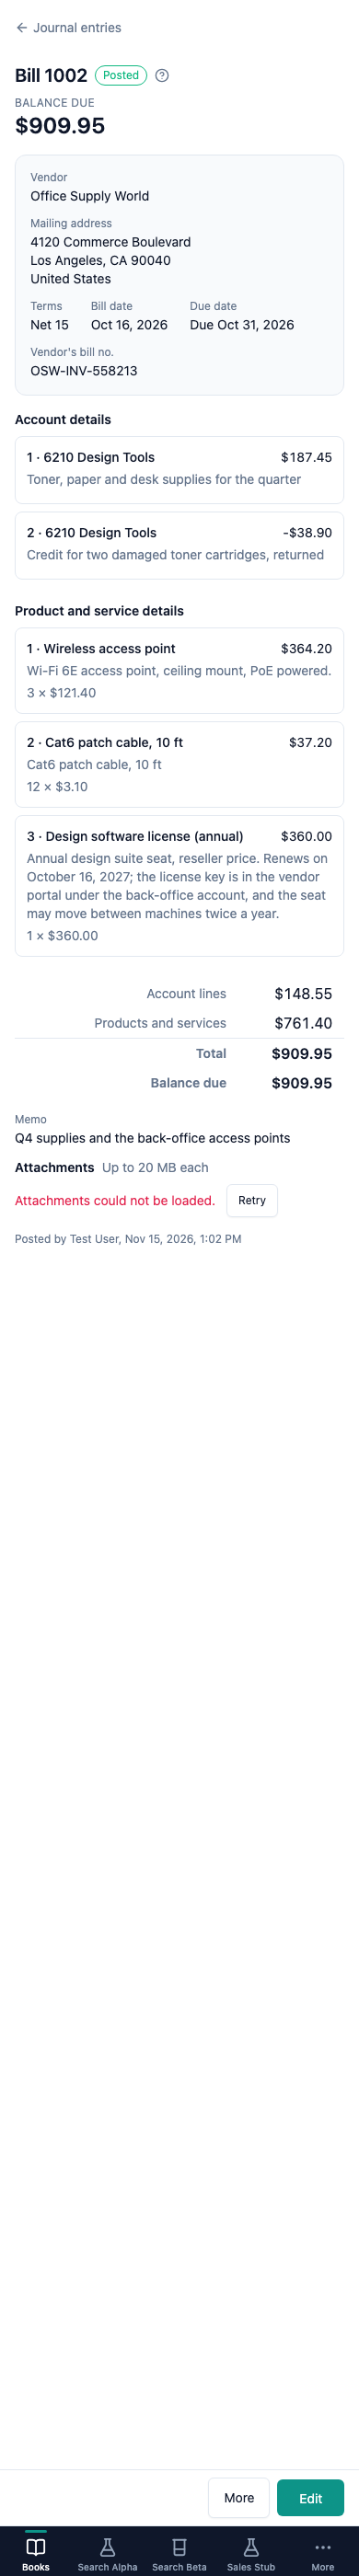 Journal entries
Bill 1002 Posted
BALANCE DUE
$909.95
Vendor
Office Supply World
Mailing address
4120 Commerce Boulevard
Los Angeles, CA 90040
United States
Terms Bill date Due date
Net 15 Oct 16, 2026 Due Oct 31, 2026
Vendor's bill no.
OSW-INV-558213
Account details
1 · 6210 Design Tools $187.45
Toner, paper and desk supplies for the quarter
2 · 6210 Design Tools -$38.90
Credit for two damaged toner cartridges, returned
Product and service details
1 · Wireless access point $364.20
Wi-Fi 6E access point, ceiling mount, PoE powered.
3 × $121.40
2 · Cat6 patch cable, 10 ft $37.20
Cat6 patch cable, 10 ft
12 × $3.10
3 · Design software license (annual) $360.00
Annual design suite seat, reseller price. Renews on
October 16, 2027; the license key is in the vendor
portal under the back-office account, and the seat
may move between machines twice a year.
1 × $360.00
Account lines $148.55
Products and services $761.40
Total $909.95
Balance due $909.95
Memo
Q4 supplies and the back-office access points
Attachments Up to 20 MB each
Attachments could not be loaded. Retry
Posted by Test User, Nov 15, 2026, 1:02 PM
More Edit
Books Search Alpha Search Beta Sales Stub More